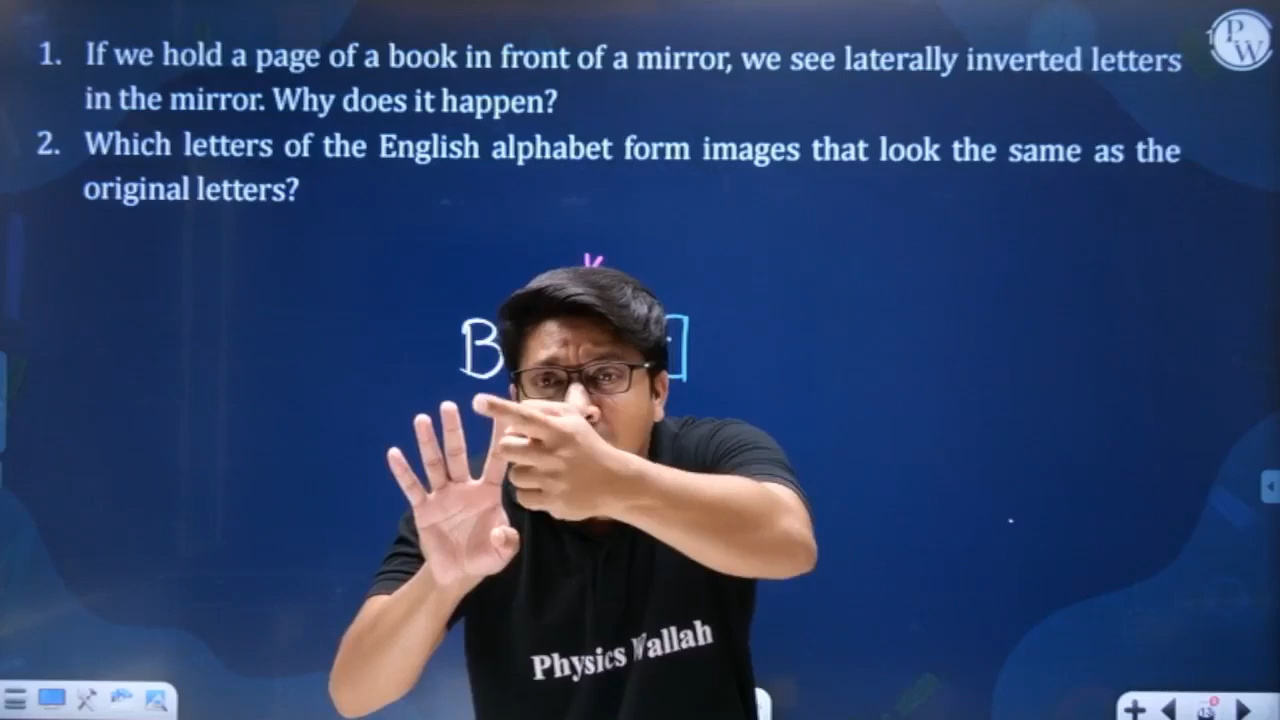 1. If we hold a page of a book in front of a mirror, we see laterally inverted letters
in the mirror. Why does it happen?
2. Which letters of the English alphabet form images that look the same as the
original letters?
PW
B
Physics Wallah